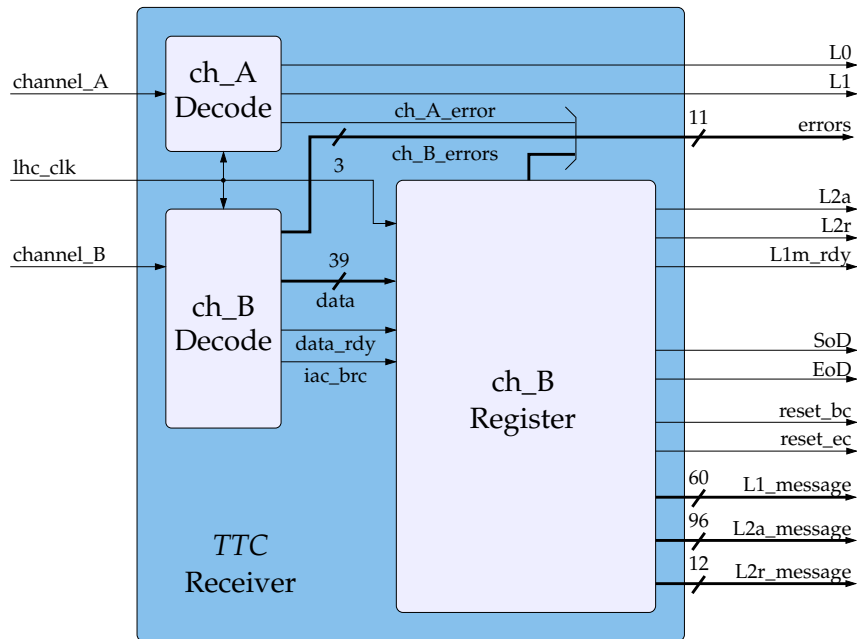 channel_A
lhc_clk
channel_B
ch_A
Decode
ch_B
Decode
ch_A_error
ch_B_errors
3
39
data
data_rdy
iac_brc
ch_B
Register
TTC
Receiver
L0
L1
11
errors
L2a
L2r
L1m_rdy
SoD
EoD
reset_bc
reset_ec
60
L1_message
96
L2a_message
12
L2r_message